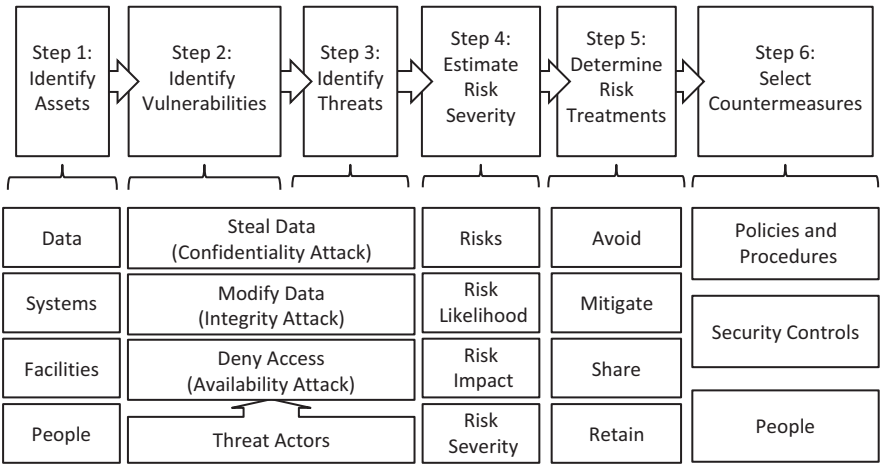 Step 1:
Identify
Assets
Step 2:
Identify
Vulnerabilities
Step 3:
Identify
Threats
Step 4:
Estimate
Risk
Severity
Step 5:
Determine
Risk
Treatments
Step 6:
Select
Countermeasures
Data
Systems
Facilities
People
Steal Data
(Confidentiality Attack)
Modify Data
(Integrity Attack)
Deny Access
(Availability Attack)
Threat Actors
Risks
Risk
Likelihood
Risk
Impact
Risk
Severity
Avoid
Mitigate
Share
Retain
Policies and
Procedures
Security Controls
People